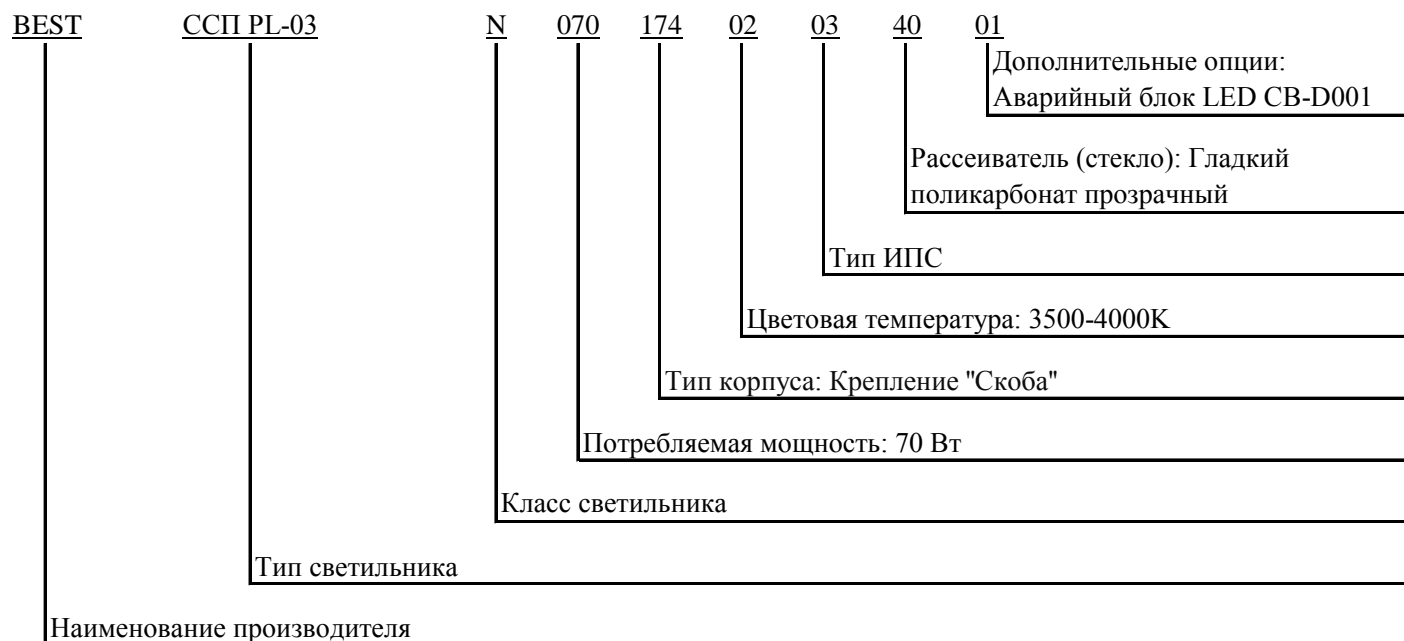 BEST ССП PL-03 N 070 174 02 03 40 01
Дополнительные опции:
Аварийный блок LED CB-D001
Рассеиватель (стекло): Гладкий
поликарбонат прозрачный
Тип ИПС
Цветовая температура: 3500-4000K
Тип корпуса: Крепление "Скоба"
Потребляемая мощность: 70 Вт
Класс светильника
Тип светильника
Наименование производителя